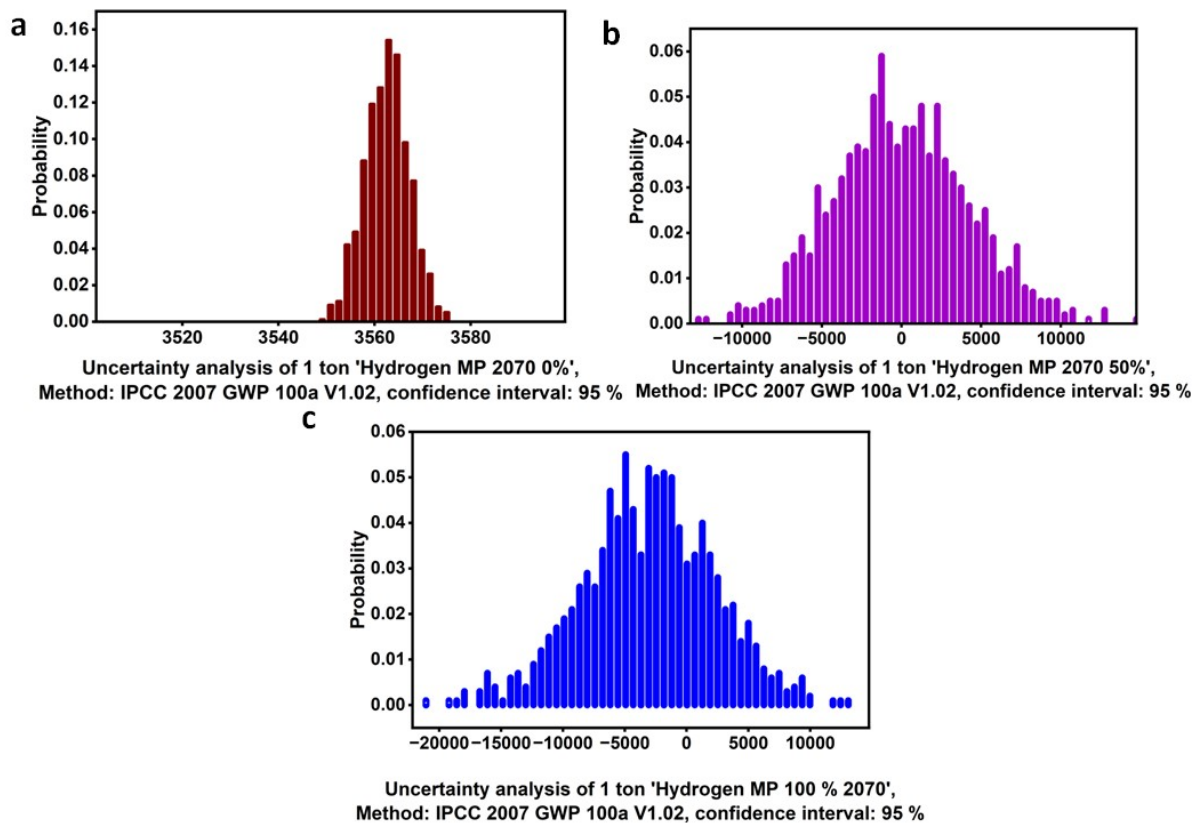 a
0.16
0.14
0.12
0.10
0.08
0.06
0.04
0.02
0.00
Probability
3520 3540 3560 3580
Uncertainty analysis of 1 ton 'Hydrogen MP 2070 0%',
Method: IPCC 2007 GWP 100a V1.02, confidence interval: 95 %
b
0.06
0.05
0.04
0.03
0.02
0.01
0.00
Probability
−10000 −5000 0 5000 10000
Uncertainty analysis of 1 ton 'Hydrogen MP 2070 50%',
Method: IPCC 2007 GWP 100a V1.02, confidence interval: 95 %
c
0.06
0.05
0.04
0.03
0.02
0.01
0.00
Probability
−20000 −15000 −10000 −5000 0 5000 10000
Uncertainty analysis of 1 ton 'Hydrogen MP 100 % 2070',
Method: IPCC 2007 GWP 100a V1.02, confidence interval: 95 %